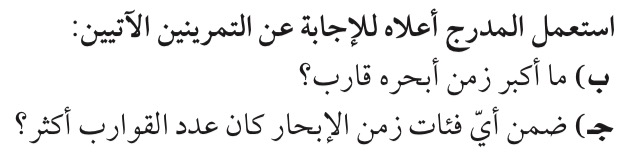 استعمل المدرج أعلاه للإجابة عن التمرينين الآتيين:
ب) ما أكبر زمن أبحره قارب؟
جـ) ضمن أيّ فئات زمن الإبحار كان عدد القوارب أكثر؟